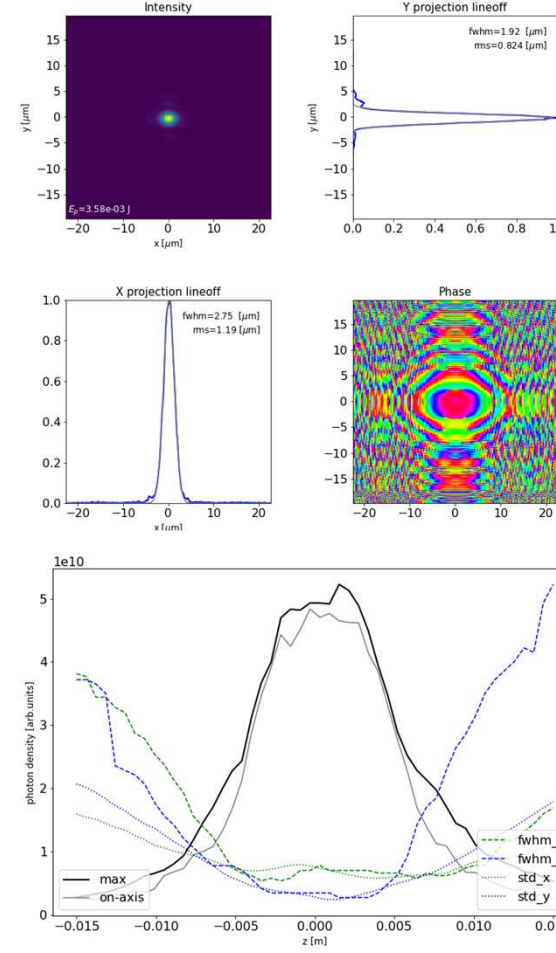 Intensity
15
10
5
0
−5
−10
−15
y [μm]
E_p=3.58e-03 J
−20 −10 0 10 20
x [μm]
Y projection lineoff
fwhm=1.92 [μm]
rms=0.824 [μm]
15
10
5
0
−5
−10
−15
y [μm]
0.0 0.2 0.4 0.6 0.8
X projection lineoff
fwhm=2.75 [μm]
rms=1.19 [μm]
1.0
0.8
0.6
0.4
0.2
0.0
−20 −10 0 10 20
x [μm]
Phase
15
10
5
0
−5
−10
−15
−20 −10 0 10 20
1e10
5
4
3
2
1
0
photon density [arb.units]
max
on-axis
fwhm_
fwhm_
std_x
std_y
−0.015 −0.010 −0.005 0.000 0.005 0.010
z [m]